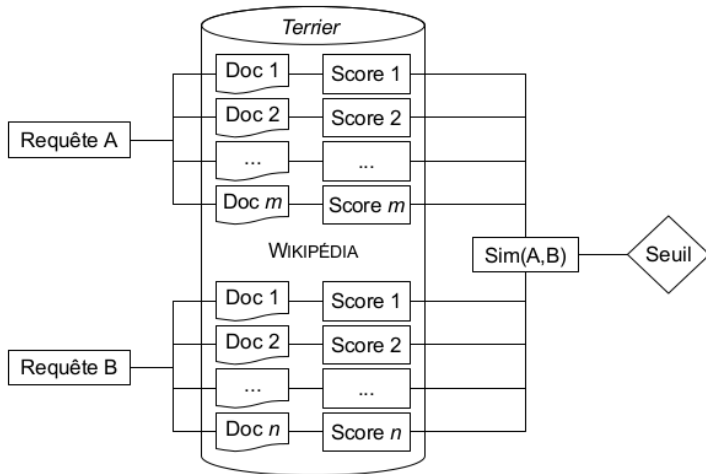 Terrier
Doc 1 Score 1
Doc 2 Score 2
Requête A
... ...
Doc m Score m
WIKIPÉDIA
Sim(A,B) Seuil
Doc 1 Score 1
Doc 2 Score 2
Requête B
... ...
Doc n Score n